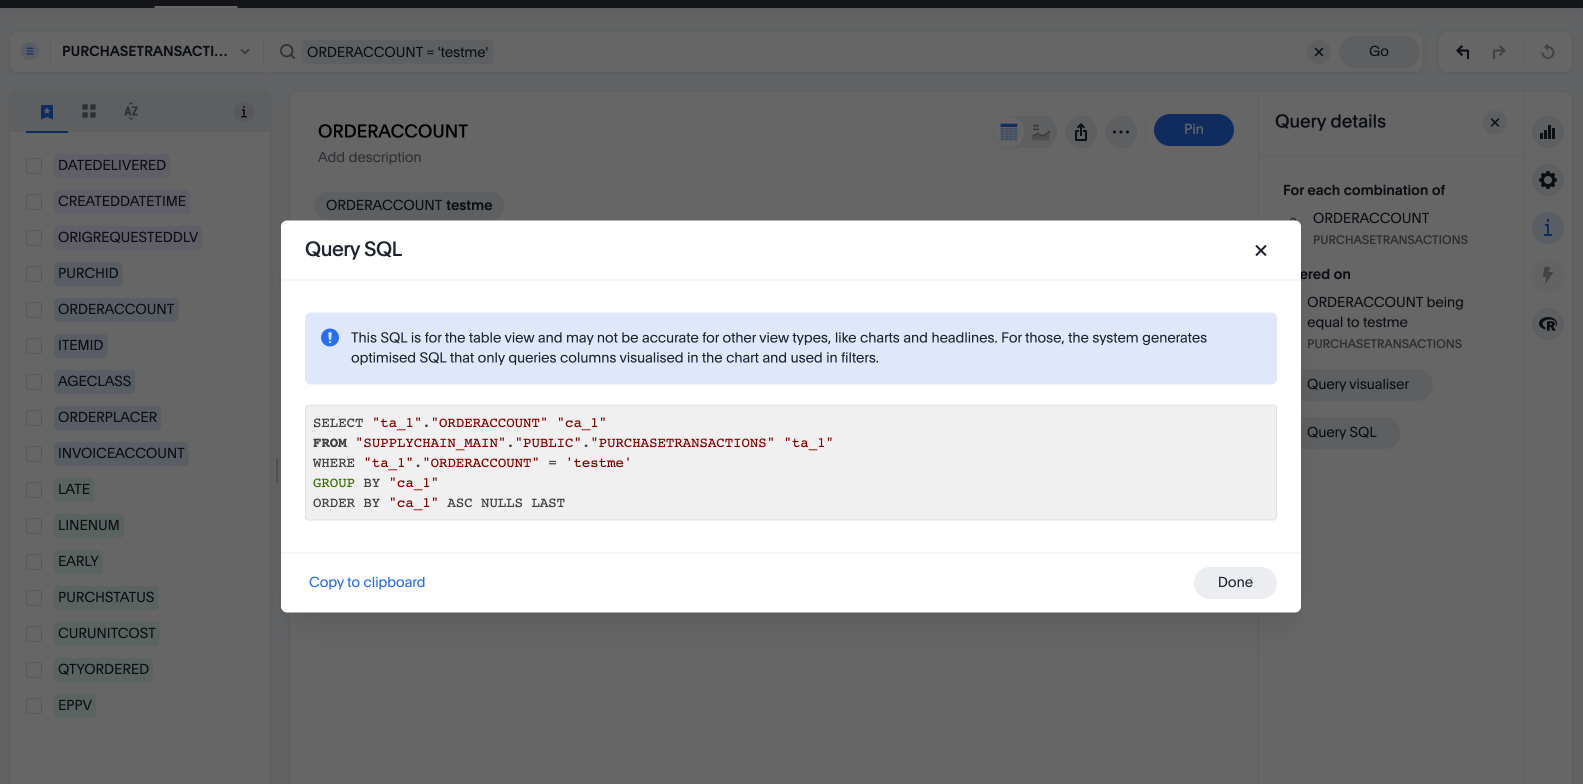 PURCHASETRANSACTI...
ORDERACCOUNT = 'testme'
Go
ORDERACCOUNT
Add description
Pin
ORDERACCOUNT testme
DATEDELIVERED
CREATEDDATETIME
ORIGREQUESTEDDLV
PURCHID
ORDERACCOUNT
ITEMID
AGECLASS
ORDERPLACER
INVOICEACCOUNT
LATE
LINENUM
EARLY
PURCHSTATUS
CURUNITCOST
QTYORDERED
EPPV
Query SQL
This SQL is for the table view and may not be accurate for other view types, like charts and headlines. For those, the system generates
optimised SQL that only queries columns visualised in the chart and used in filters.
SELECT "ta_1"."ORDERACCOUNT" "ca_1"
FROM "SUPPLYCHAIN_MAIN"."PUBLIC"."PURCHASETRANSACTIONS" "ta_1"
WHERE "ta_1"."ORDERACCOUNT" = 'testme'
GROUP BY "ca_1"
ORDER BY "ca_1" ASC NULLS LAST
Copy to clipboard
Done
Query details
For each combination of
ORDERACCOUNT
PURCHASETRANSACTIONS
ered on
ORDERACCOUNT being
equal to testme
PURCHASETRANSACTIONS
Query visualiser
Query SQL